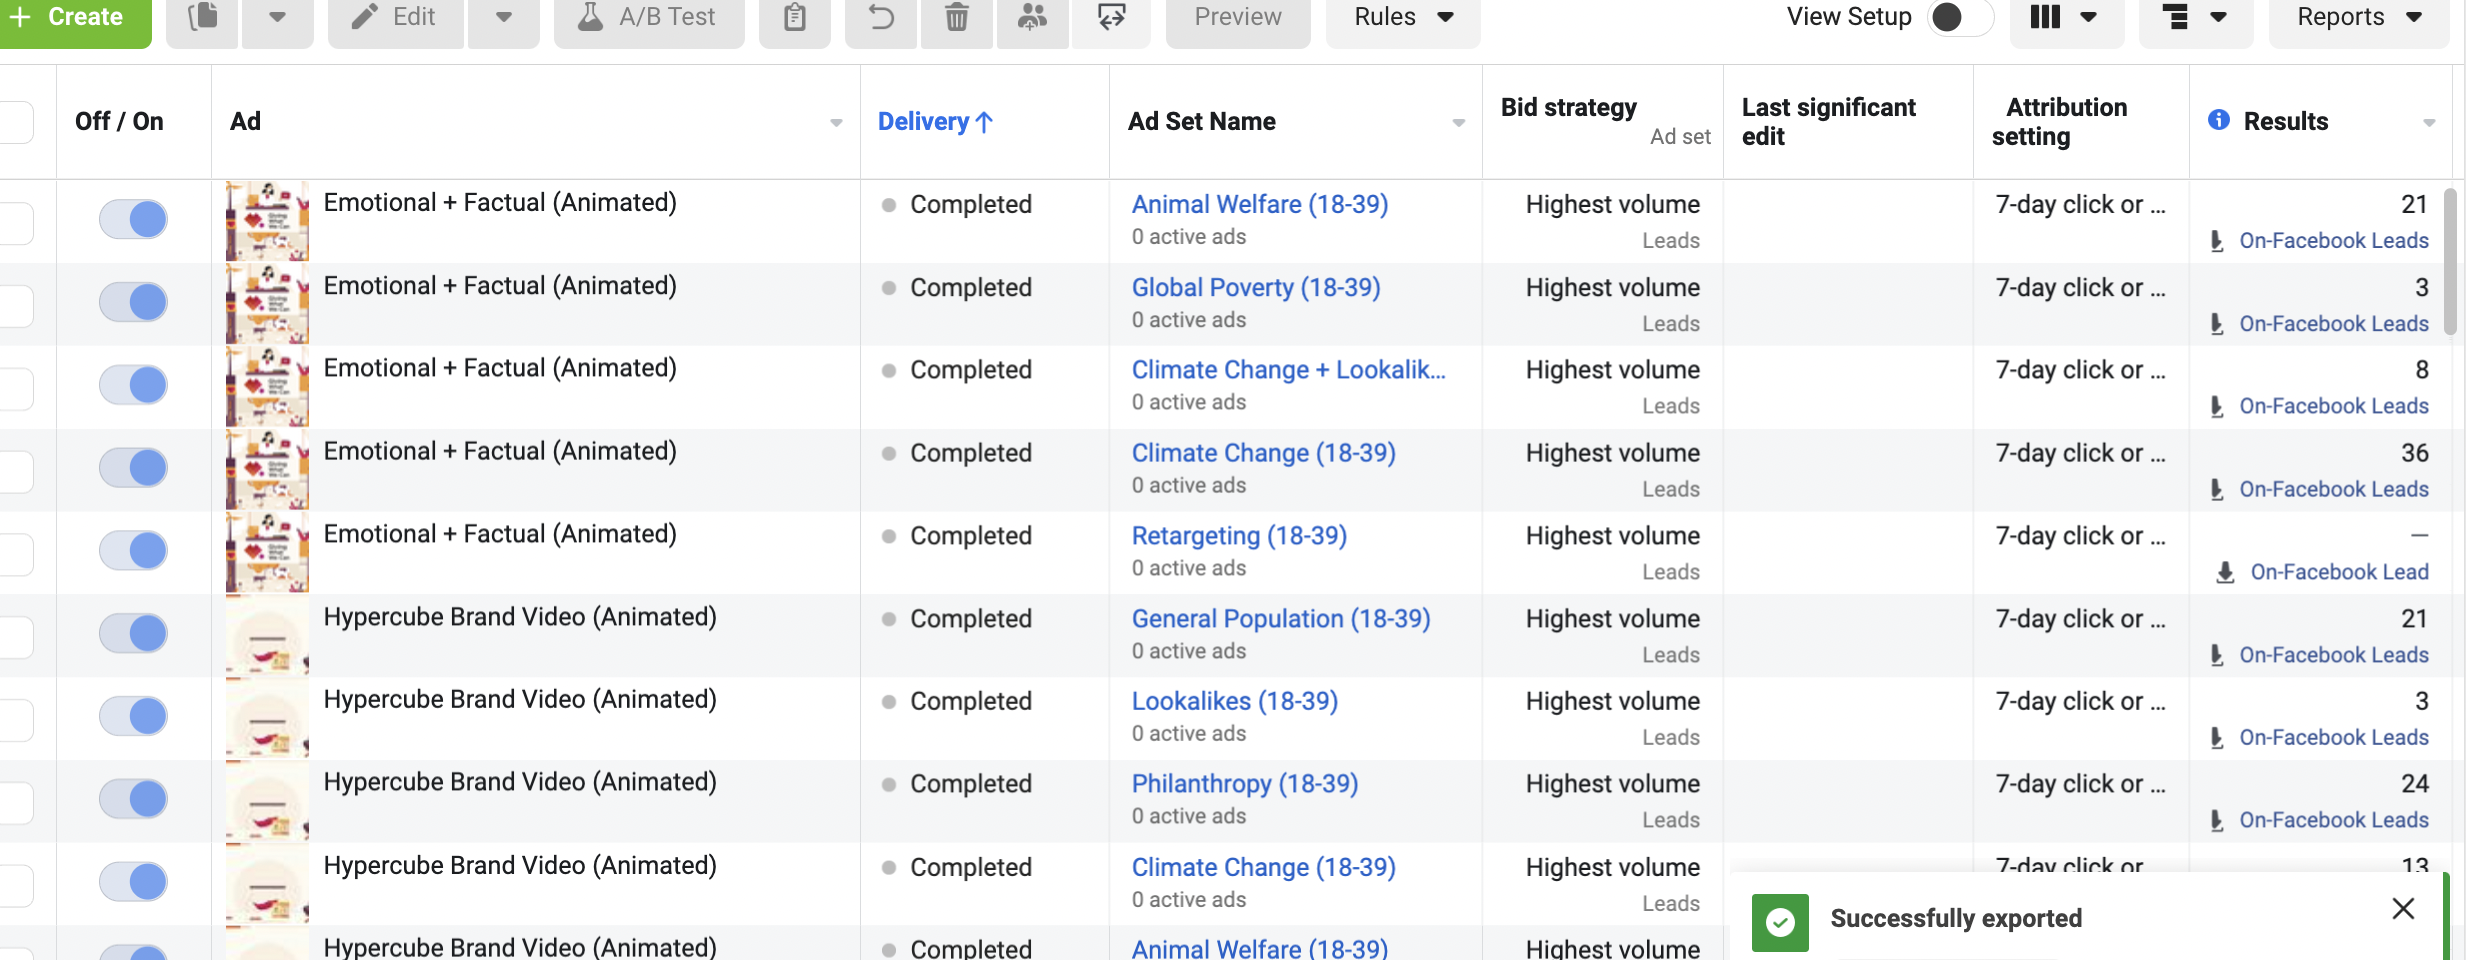 + Create Edit A/B Test Preview Rules View Setup Reports
Off / On Ad Delivery ↑ Ad Set Name Bid strategy Ad set Last significant edit Attribution setting Results
Emotional + Factual (Animated) Completed Animal Welfare (18-39) Highest volume 7-day click or ... 21
0 active ads Leads On-Facebook Leads
Emotional + Factual (Animated) Completed Global Poverty (18-39) Highest volume 7-day click or ... 3
0 active ads Leads On-Facebook Leads
Emotional + Factual (Animated) Completed Climate Change + Lookalik... Highest volume 7-day click or ... 8
0 active ads Leads On-Facebook Leads
Emotional + Factual (Animated) Completed Climate Change (18-39) Highest volume 7-day click or ... 36
0 active ads Leads On-Facebook Leads
Emotional + Factual (Animated) Completed Retargeting (18-39) Highest volume 7-day click or ... —
0 active ads Leads On-Facebook Lead
Hypercube Brand Video (Animated) Completed General Population (18-39) Highest volume 7-day click or ... 21
0 active ads Leads On-Facebook Leads
Hypercube Brand Video (Animated) Completed Lookalikes (18-39) Highest volume 7-day click or ... 3
0 active ads Leads On-Facebook Leads
Hypercube Brand Video (Animated) Completed Philanthropy (18-39) Highest volume 7-day click or ... 24
0 active ads Leads On-Facebook Leads
Hypercube Brand Video (Animated) Completed Climate Change (18-39) Highest volume 7-day click or 13
0 active ads Leads
Successfully exported
Hypercube Brand Video (Animated) Completed Animal Welfare (18-39) Highest volume